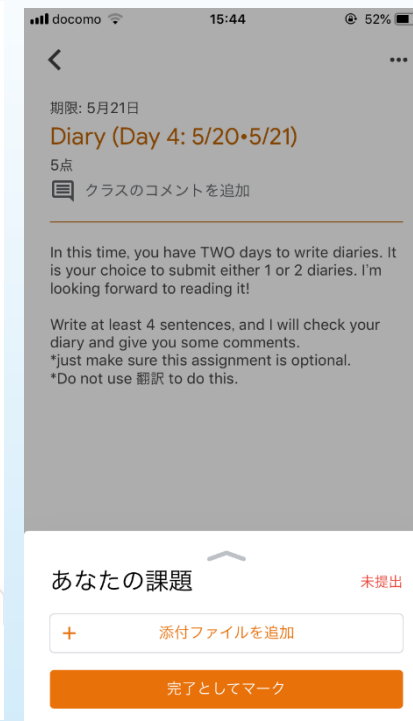 docomo 15:44 52%
期限: 5月21日
Diary (Day 4: 5/20•5/21)
5点
クラスのコメントを追加
In this time, you have TWO days to write diaries. It
is your choice to submit either 1 or 2 diaries. I'm
looking forward to reading it!
Write at least 4 sentences, and I will check your
diary and give you some comments.
*just make sure this assignment is optional.
*Do not use 翻訳 to do this.
あなたの課題 未提出
+ 添付ファイルを追加
完了としてマーク